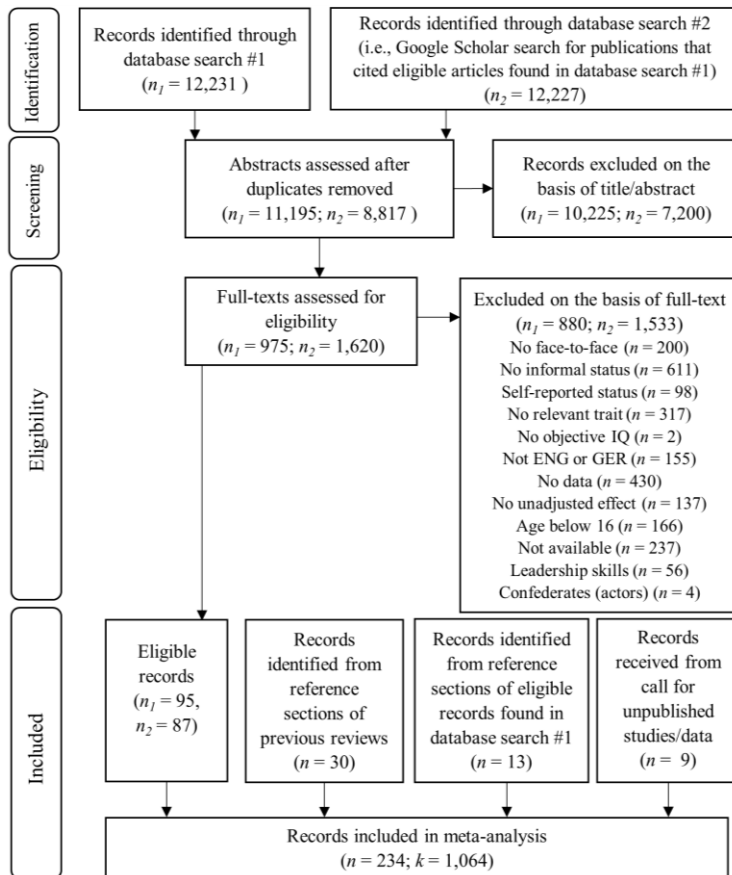 Identification
Records identified through
database search #1
(n₁ = 12,231 )
Records identified through database search #2
(i.e., Google Scholar search for publications that
cited eligible articles found in database search #1)
(n₂ = 12,227)
Screening
Abstracts assessed after
duplicates removed
(n₁ = 11,195; n₂ = 8,817 )
Records excluded on the
basis of title/abstract
(n₁ = 10,225; n₂ = 7,200)
Eligibility
Full-texts assessed for
eligibility
(n₁ = 975; n₂ = 1,620)
Excluded on the basis of full-text
(n₁ = 880; n₂ = 1,533)
No face-to-face (n = 200)
No informal status (n = 611)
Self-reported status (n = 98)
No relevant trait (n = 317)
No objective IQ (n = 2)
Not ENG or GER (n = 155)
No data (n = 430)
No unadjusted effect (n = 137)
Age below 16 (n = 166)
Not available (n = 237)
Leadership skills (n = 56)
Confederates (actors) (n = 4)
Included
Eligible
records
(n₁ = 95,
n₂ = 87)
Records
identified from
reference
sections of
previous reviews
(n = 30)
Records identified
from reference
sections of eligible
records found in
database search #1
(n = 13)
Records
received from
call for
unpublished
studies/data
(n = 9)
Records included in meta-analysis
(n = 234; k = 1,064)